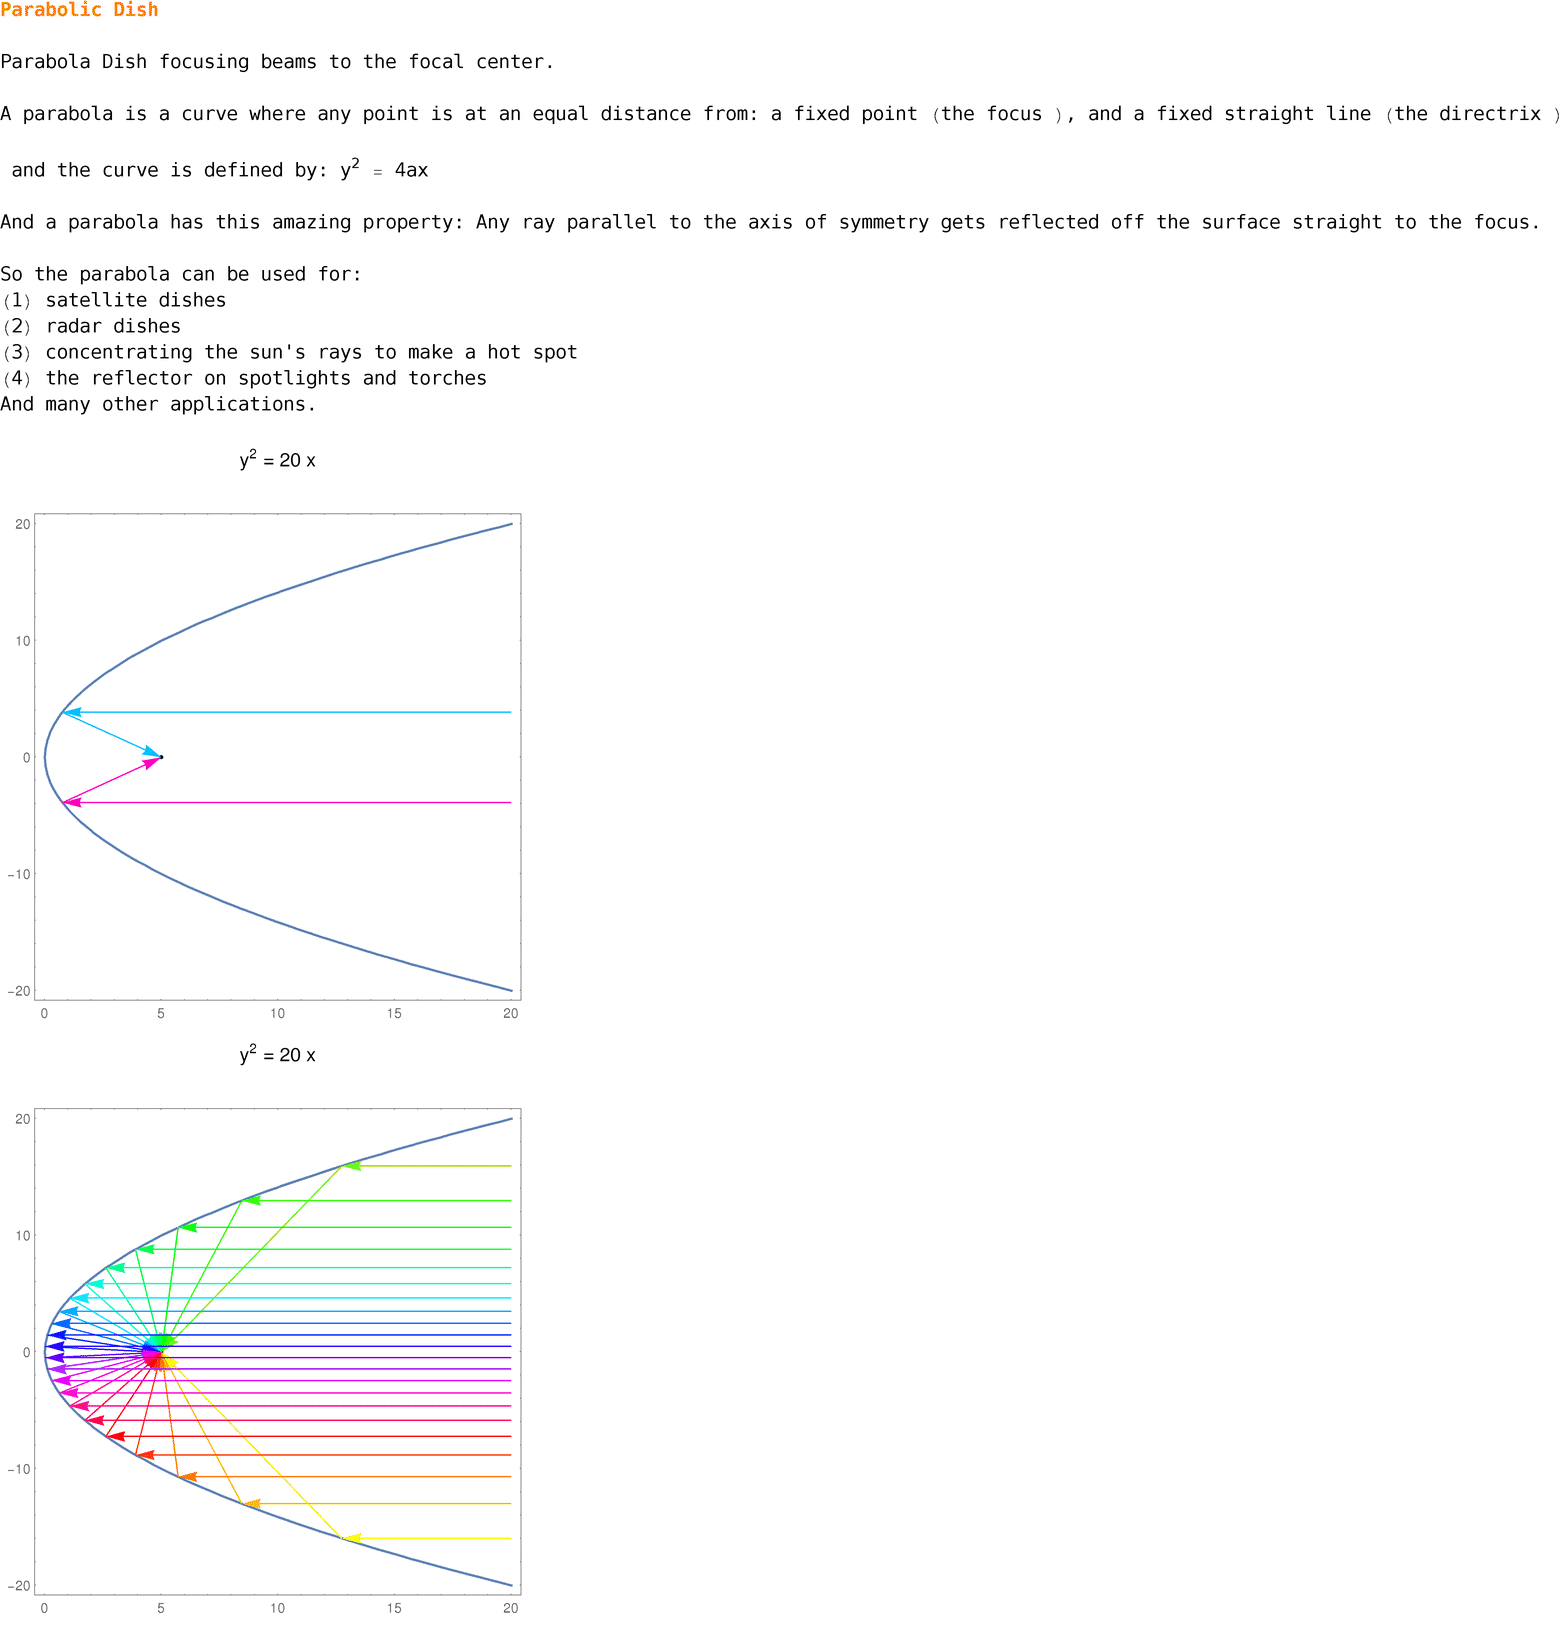 Parabolic Dish
Parabola Dish focusing beams to the focal center.
A parabola is a curve where any point is at an equal distance from: a fixed point (the focus ), and a fixed straight line (the directrix )
and the curve is defined by: y² = 4ax
And a parabola has this amazing property: Any ray parallel to the axis of symmetry gets reflected off the surface straight to the focus.
So the parabola can be used for:
(1) satellite dishes
(2) radar dishes
(3) concentrating the sun's rays to make a hot spot
(4) the reflector on spotlights and torches
And many other applications.
y² = 20 x
20
10
0
-10
-20
0 5 10 15 20
y² = 20 x
20
10
0
-10
-20
0 5 10 15 20